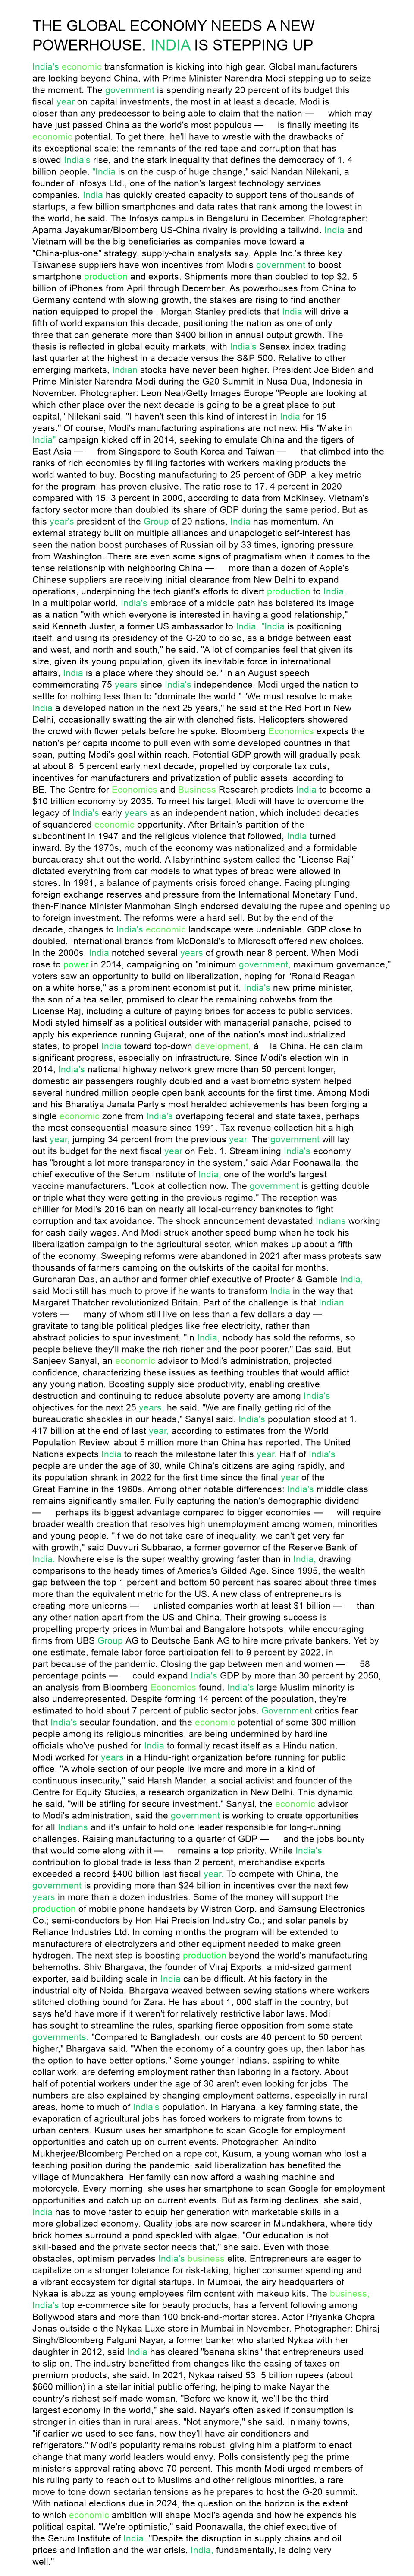 THE GLOBAL ECONOMY NEEDS A NEW
POWERHOUSE. INDIA IS STEPPING UP
India's economic transformation is kicking into high gear. Global manufacturers
are looking beyond China, with Prime Minister Narendra Modi stepping up to seize
the moment. The government is spending nearly 20 percent of its budget this
fiscal year on capital investments, the most in at least a decade. Modi is
closer than any predecessor to being able to claim that the nation — which may
have just passed China as the world's most populous — is finally meeting its
economic potential. To get there, he'll have to wrestle with the drawbacks of
its exceptional scale: the remnants of the red tape and corruption that has
slowed India's rise, and the stark inequality that defines the democracy of 1. 4
billion people. "India is on the cusp of huge change," said Nandan Nilekani, a
founder of Infosys Ltd., one of the nation's largest technology services
companies. India has quickly created capacity to support tens of thousands of
startups, a few billion smartphones and data rates that rank among the lowest in
the world, he said. The Infosys campus in Bengaluru in December. Photographer:
Aparna Jayakumar/Bloomberg US-China rivalry is providing a tailwind. India and
Vietnam will be the big beneficiaries as companies move toward a
"China-plus-one" strategy, supply chain analysts say. Apple Inc.'s three key
Taiwanese suppliers have won incentives from Modi's government to boost
smartphone production and exports. Shipments more than doubled to top $2. 5
billion of iPhones from April through December. As powerhouses from China to
Germany contend with slowing growth, the stakes are rising to find another
nation equipped to propel the . Morgan Stanley predicts that India will drive a
fifth of world expansion this decade, positioning the nation as one of only
three that can generate more than $400 billion in annual output growth. The
thesis is reflected in global equity markets, with India's Sensex index trading
last quarter at the highest in a decade versus the S&P 500. Relative to other
emerging markets, Indian stocks have never been higher. President Joe Biden and
Prime Minister Narendra Modi during the G20 Summit in Nusa Dua, Indonesia in
November. Photographer: Leon Neal/Getty Images Europe "People are looking at
which other place over the next decade is going to be a great place to put
capital," Nilekani said. "I haven't seen this kind of interest in India for 15
years." Of course, Modi's manufacturing aspirations are not new. His "Make in
India" campaign kicked off in 2014, seeking to emulate China and the tigers of
East Asia — from Singapore to South Korea and Taiwan — that climbed into the
ranks of rich economies by filling factories with workers making products the
world wanted to buy. Boosting manufacturing to 25 percent of GDP, a key metric
for the program, has proven elusive. The ratio rose to 17. 4 percent in 2020
compared with 15. 3 percent in 2000, according to data from McKinsey. Vietnam's
factory sector more than doubled its share of GDP during the same period. But as
this year's president of the Group of 20 nations, India has momentum. An
external strategy built on multiple alliances and unapologetic self-interest has
seen the nation boost purchases of Russian oil by 33 times, ignoring pressure
from Washington. There are even some signs of pragmatism when it comes to the
tense relationship with neighboring China — more than a dozen of Apple's
Chinese suppliers are receiving initial clearance from New Delhi to expand
operations, underpinning the tech giant's efforts to divert production to India.
In a multipolar world, India's embrace of a middle path has bolstered its image
as a nation "with which everyone is interested in having a good relationship,"
said Kenneth Juster, a former US ambassador to India. "India is positioning
itself, and using its presidency of the G-20 to do so, as a bridge between east
and west, and north and south," he said. "A lot of companies feel that given its
size, given its young population, given its inevitable force in international
affairs, India is a place where they should be." In an August speech
commemorating 75 years since India's independence, Modi urged the nation to
settle for nothing less than to "dominate the world." "We must resolve to make
India a developed nation in the next 25 years," he said at the Red Fort in New
Delhi, occasionally swatting the air with clenched fists. Helicopters showered
the crowd with flower petals before he spoke. Bloomberg Economics expects the
nation's per capita income to pull even with some developed countries in that
span, putting Modi's goal within reach. Potential GDP growth will gradually peak
at about 8. 5 percent early next decade, propelled by corporate tax cuts,
incentives for manufacturers and privatization of public assets, according to
BE. The Centre for Economics and Business Research predicts India to become a
$10 trillion economy by 2035. To meet his target, Modi will have to overcome the
legacy of India's early years as an independent nation, which included decades
of squandered economic opportunity. After Britain's partition of the
subcontinent in 1947 and the religious violence that followed, India turned
inward. By the 1970s, much of the economy was nationalized and a formidable
bureaucracy shut out the world. A labyrinthine system called the "License Raj"
dictated everything from car models to what types of bread were allowed in
stores. In 1991, a balance of payments crisis forced change. Facing plunging
foreign exchange reserves and pressure from the International Monetary Fund,
then-Finance Minister Manmohan Singh endorsed devaluing the rupee and opening up
to foreign investment. The reforms were a hard sell. But by the end of the
decade, changes to India's economic landscape were undeniable. GDP close to
doubled. International brands from McDonald's to Microsoft offered new choices.
In the 2000s, India notched several years of growth over 8 percent. When Modi
rose to power in 2014, campaigning on "minimum government, maximum governance,"
voters saw an opportunity to build on liberalization, hoping for "Ronald Reagan
on a white horse," as a prominent economist put it. India's new prime minister,
the son of a tea seller, promised to unwind the remaining vestiges from the
License Raj, including a culture of paying bribes for access to public services.
Modi styled himself as a political outsider with managerial panache, poised to
apply his experience running Gujarat, one of the nation's most industrialized
states, to propel India toward top-down development, à la China. He can claim
significant progress, especially on infrastructure. Since Modi's election win in
2014, India's national highway network grew more than 50 percent longer,
domestic air passengers roughly doubled and a vast biometric system helped
several hundred million people open bank accounts for the first time. Among Modi
and his Bharatiya Janata Party's most heralded achievements has been forging a
single economic zone from India's overlapping federal and state taxes, perhaps
the most consequential measure since 1991. Tax revenue collection hit a high
last year, jumping 34 percent from the previous year. The government will lay
out its budget for the next fiscal year on Feb. 1. Streamlining India's economy
has "brought a lot more transparency in the system," said Adar Poonawalla, the
chief executive of the Serum Institute of India, one of the world's largest
vaccine manufacturers. "Look at collection now. The government is getting double
or triple what they were getting in the previous regime." The reception was
chillier for Modi's 2016 ban on nearly all local-currency banknotes to fight
corruption and tax avoidance. The shock announcement devastated Indians working
for cash daily wages. And Modi struck another speed bump when he took his
liberalization campaign to the agricultural sector, which makes up about a fifth
of the economy. Sweeping reforms were abandoned in 2021 after mass protests saw
thousands of farmers camping on the outskirts of the capital for months.
Gurcharan Das, an author and former chief executive of Procter & Gamble India,
said Modi still has much to prove if he wants to transform India in the way that
Margaret Thatcher revolutionized Britain. Part of the challenge is that Indian
voters — many of whom still live on less than a few dollars a day —
gravitate to tangible political pledges like free electricity, rather than
abstract policies to spur investment. "In India, nobody has sold the reforms, so
people believe they'll make the rich richer and the poor poorer," Das said. But
Sanjeev Sanyal, an economic advisor to Modi's administration, projected
confidence, characterizing these issues as teething troubles that would afflict
any young nation. Boosting supply side productivity, enabling creative
destruction and continuing to reduce absolute poverty are among India's
objectives for the next 25 years, he said. "We are finally getting rid of the
bureaucratic shackles in our heads," Sanyal said. India's population stood at 1.
417 billion at the end of last year, according to estimates from the World
Population Review, about 5 million more than China has reported. The United
Nations expects India to reach the milestone later this year. Half of India's
people are under the age of 30, while China's citizens are aging rapidly, and
its population shrank in 2022 for the first time since the final year of the
Great Famine in the 1960s. Among other notable differences: India's middle class
remains significantly smaller. Fully capturing the nation's demographic dividend
— perhaps its biggest advantage compared to bigger economies — will require
broader wealth creation that resolves high unemployment among women, minorities
and young people. "If we do not take care of inequality, we can't get very far
with growth," said Duvvuri Subbarao, a former governor of the Reserve Bank of
India. Nowhere else is the super wealthy growing faster than in India, drawing
comparisons to the heady times of America's Gilded Age. Since 1995, the wealth
gap between the top 1 percent and bottom 50 percent has soared about three times
more than the equivalent metric for the US. A new class of entrepreneurs is
creating more unicorns — unlisted companies worth at least $1 billion — than
any other nation apart from the US and China. Their growing success is
propelling property prices in Mumbai and Bangalore hotspots, while encouraging
firms from UBS Group AG to Deutsche Bank AG to hire more private bankers. Yet by
one estimate, female labor force participation fell to 9 percent by 2022, in
part because of the pandemic. Closing the gap between men and women — 58
percentage points — could expand India's GDP by more than 30 percent by 2050,
an analysis from Bloomberg Economics found. India's large Muslim minority is
also underrepresented. Despite forming 14 percent of the population, they're
estimated to hold about 7 percent of public sector jobs. Government critics fear
that India's secular foundation, and the economic potential of some 300 million
people among its religious minorities, are being undermined by hardline
officials who've pushed for India to formally recast itself as a Hindu nation.
Modi worked for years in a Hindu-right organization before running for public
office. "A whole section of our people live more and more in a kind of
continuous insecurity," said Harsh Mander, a social activist and founder of the
Centre for Equity Studies, a research organization in New Delhi. This dynamic,
he said, "will be stifling for secure investment." Sanyal, the economic advisor
to Modi's administration, said the government is working to create opportunities
for all Indians and it's unfair to hold one leader responsible for long-running
challenges. Raising manufacturing to a quarter of GDP — and the jobs bounty
that would come along with it — remains a top priority. While India's
contribution to global trade is less than 2 percent, merchandise exports
exceeded a record $400 billion last fiscal year. To compete with China, the
government is providing more than $24 billion in incentives over the next few
years in more than a dozen industries. Some of the money will support the
production of mobile phone handsets by Wistron Corp. and Samsung Electronics
Co.; semi-conductors by Hon Hai Precision Industry Co.; and solar panels by
Reliance Industries Ltd. In coming months the program will be extended to
manufacturers of electrolyzers and other equipment needed to make green
hydrogen. The next step is boosting production beyond the world's manufacturing
behemoths. Shiv Bhargava, the founder of Viraj Exports, a mid-sized garment
exporter, said building scale in India can be difficult. At his factory in the
industrial city of Noida, Bhargava weaved between sewing stations where workers
stitched clothing bound for Zara. He has about 1, 000 staff in the country, but
says he'd have more if it weren't for relatively restrictive labor laws. Modi
has sought to streamline the rules, sparking fierce opposition from some state
governments. "Compared to Bangladesh, our costs are 40 percent to 50 percent
higher," Bhargava said. "When the economy of a country goes up, then labor has
the option to have better options." Some younger Indians, aspiring to white
collar work, are deferring employment rather than laboring in a factory. About
half of potential workers under the age of 30 aren't even looking for jobs. The
numbers are also explained by changing employment patterns, especially in rural
areas, home to much of India's population. In Haryana, a key farming state, the
evaporation of agricultural jobs has forced workers to migrate from towns to
urban centers. Kusum uses her smartphone to scan Google for employment
opportunities and catch up on current events. Photographer: Anindito
Mukherjee/Bloomberg Perched on a rope cot, Kusum, a young woman who lost a
teaching position during the pandemic, said liberalization has benefited the
village of Mundakhera. Her family can now afford a washing machine and
motorcycle. Every morning, she uses her smartphone to scan Google for employment
opportunities and catch up on current events. But as farming declines, she said,
India has to move faster to equip her generation with marketable skills in a
more globalized economy. Quality jobs are now scarcer in Mundakhera, where tidy
brick homes surround a pond speckled with algae. "Our education is not
skill-based and the private sector needs that," she said. Even with those
obstacles, optimism pervades India's business elite. Entrepreneurs are eager to
capitalize on a stronger tolerance for risk-taking, higher consumer spending and
a vibrant ecosystem for digital startups. In Mumbai, the airy headquarters of
Nykaa is abuzz as young employees film content with makeup kits. The business,
India's top e-commerce site for beauty products, has a fervent following among
Bollywood stars and more than 100 brick-and-mortar stores. Actor Priyanka Chopra
Jonas outside o the Nykaa Luxe store in Mumbai in November. Photographer: Dhiraj
Singh/Bloomberg Falguni Nayar, a former banker who started Nykaa with her
daughter in 2012, said India has cleared "banana skins" that entrepreneurs used
to slip on. The industry benefitted from changes like the easing of taxes on
premium products, she said. In 2021, Nykaa raised 53. 5 billion rupees (about
$660 million) in a stellar initial public offering, helping to make Nayar the
country's richest self-made woman. "Before we know it, we'll be the third
largest economy in the world," she said. Nayar's often asked if consumption is
stronger in cities than in rural areas. "Not anymore," she said. In many towns,
"if earlier we used to see fans, now they'll have air conditioners and
refrigerators." Modi's popularity remains robust, giving him a platform to enact
change that many world leaders would envy. Polls consistently peg the prime
minister's approval rating above 70 percent. This month Modi urged members of
his ruling party to reach out to Muslims and other religious minorities, a rare
move to tone down sectarian tensions as he prepares to host the G-20 summit.
With national elections due in 2024, the question on the horizon is the extent
to which economic ambition will shape Modi's agenda and how he expends his
political capital. "We're optimistic," said Poonawalla, the chief executive of
the Serum Institute of India. "Despite the disruption in supply chains and oil
prices and inflation and the war crisis, India, fundamentally, is doing very
well."